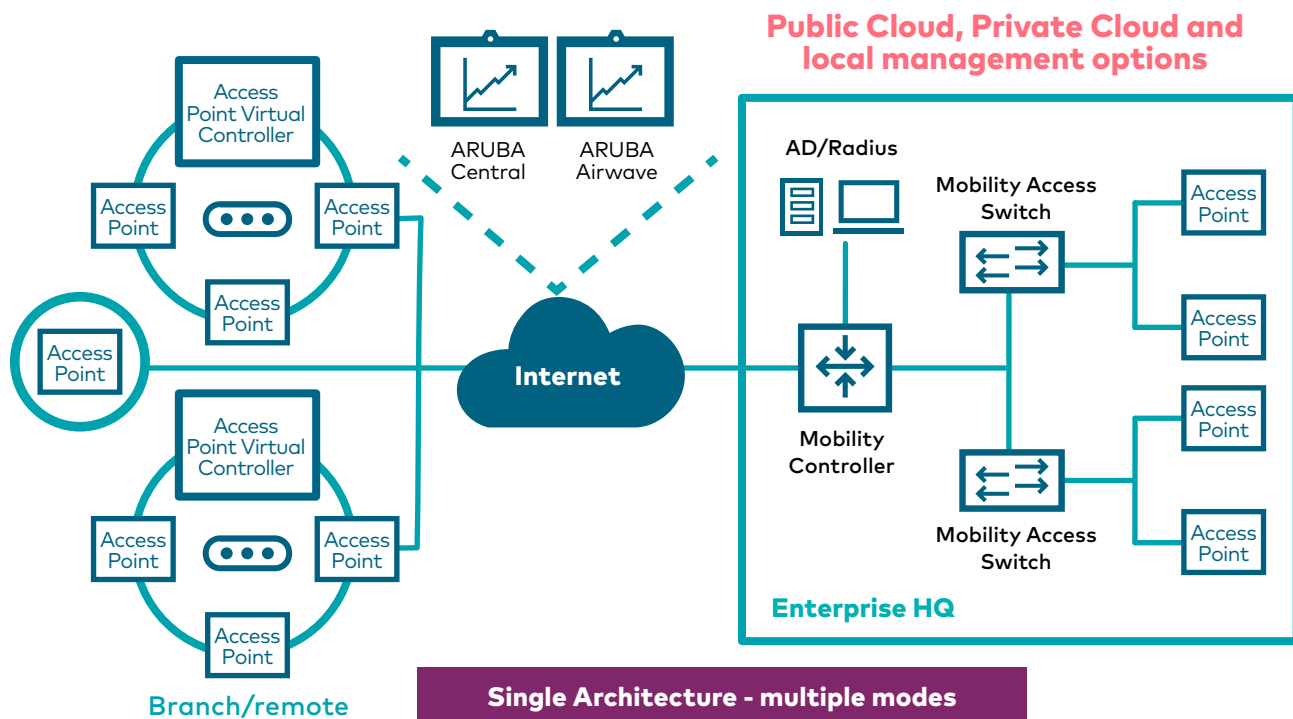 Public Cloud, Private Cloud and
local management options
Access
Point Virtual
Controller
Access
Point
Access
Point
Access
Point
Access
Point
Access
Point Virtual
Controller
Access
Point
Access
Point
Access
Point
Branch/remote
ARUBA
Central
ARUBA
Airwave
Internet
AD/Radius
Mobility
Controller
Mobility Access
Switch
Mobility Access
Switch
Access
Point
Access
Point
Access
Point
Access
Point
Enterprise HQ
Single Architecture - multiple modes